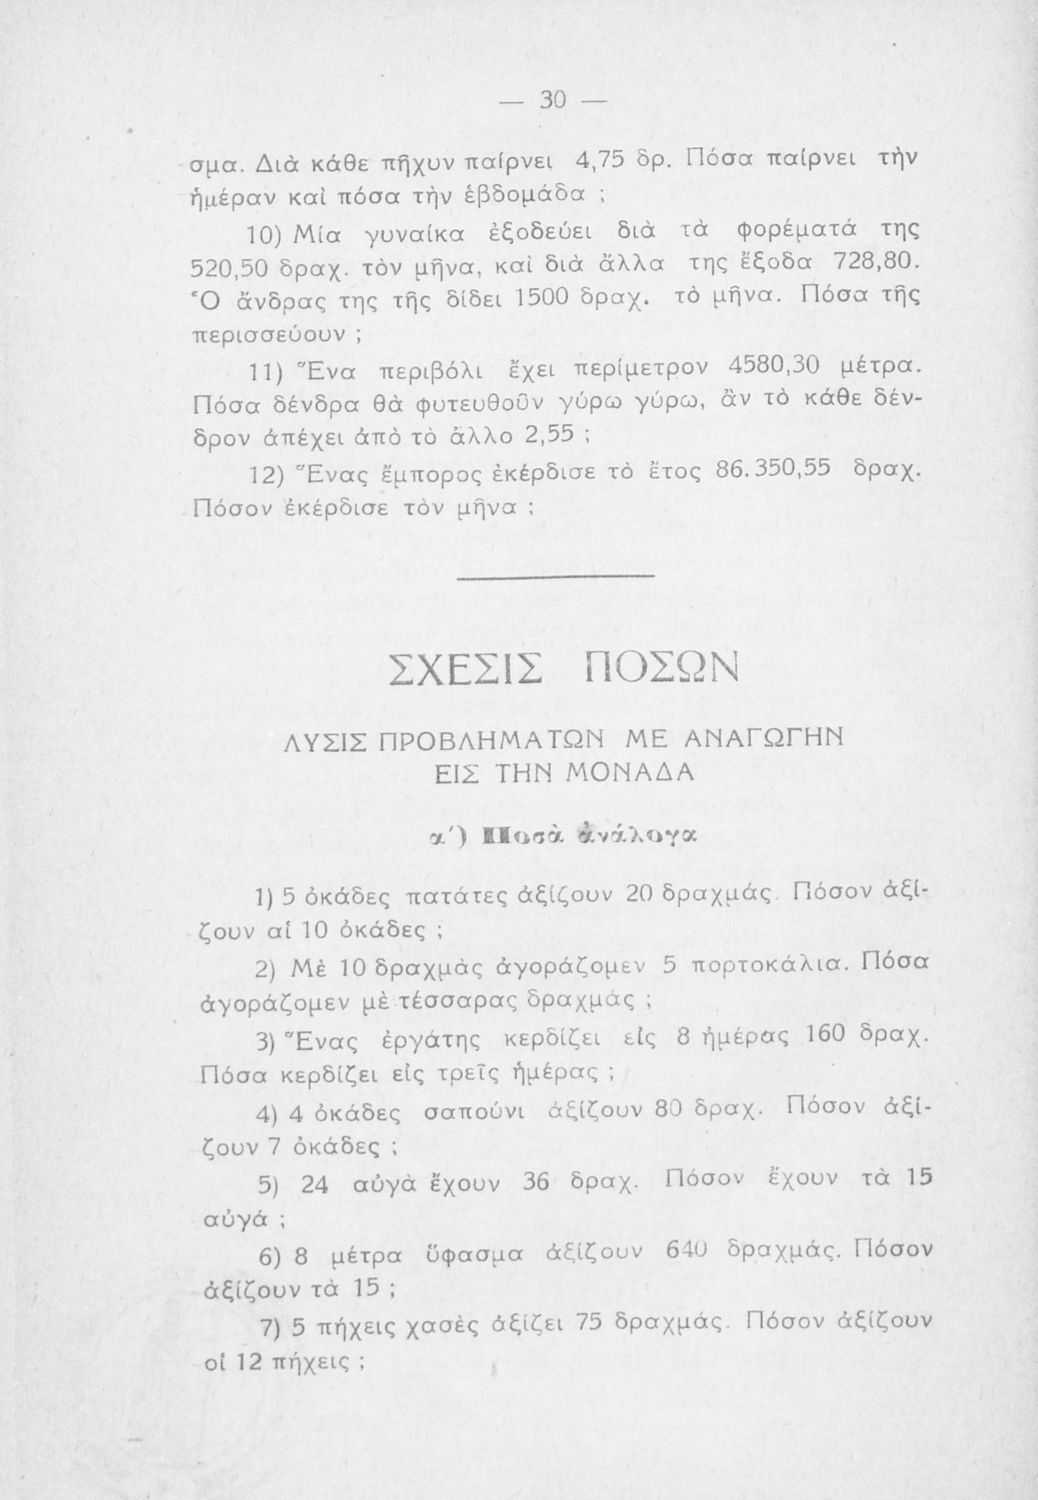 — 30 —
σμα. Διὰ κάθε πῆχυν παίρνει 4,75 δρ. Πόσα παίρνει τὴν
ἡμέραν καὶ πόσα τὴν ἑβδομάδα ;
10) Μία γυναίκα ἐξοδεύει διὰ τὰ φορέματά της
520,50 δραχ. τὸν μῆνα, καὶ διὰ ἄλλα της ἔξοδα 728,80.
Ὁ ἄνδρας της τῆς δίδει 1500 δραχ. τὸ μῆνα. Πόσα τῆς
περισσεύουν ;
11) Ἕνα περιβόλι ἔχει περίμετρον 4580,30 μέτρα.
Πόσα δένδρα θὰ φυτευθοῦν γύρω γύρω, ἂν τὸ κάθε δέν-
δρον ἀπέχει ἀπὸ τὸ ἄλλο 2,55 ;
12) Ἕνας ἔμπορος ἐκέρδισε τὸ ἔτος 86.350,55 δραχ.
Πόσον ἐκέρδισε τὸν μῆνα ;
ΣΧΕΣΙΣ ΠΟΣΩΝ
ΛΥΣΙΣ ΠΡΟΒΛΗΜΑΤΩΝ ΜΕ ΑΝΑΓΩΓΗΝ
ΕΙΣ ΤΗΝ ΜΟΝΑΔΑ
α΄) Ποσὰ ἀνάλογα
1) 5 ὀκάδες πατάτες ἀξίζουν 20 δραχμάς. Πόσον ἀξί-
ζουν αἱ 10 ὀκάδες ;
2) Μὲ 10 δραχμὰς ἀγοράζομεν 5 πορτοκάλια. Πόσα
ἀγοράζομεν μὲ τέσσαρας δραχμάς ;
3) Ἕνας ἐργάτης κερδίζει εἰς 8 ἡμέρας 160 δραχ.
Πόσα κερδίζει εἰς τρεῖς ἡμέρας ;
4) 4 ὀκάδες σαπούνι ἀξίζουν 80 δραχ. Πόσον ἀξί-
ζουν 7 ὀκάδες ;
5) 24 αὐγὰ ἔχουν 36 δραχ. Πόσον ἔχουν τὰ 15
αὐγά ;
6) 8 μέτρα ὕφασμα ἀξίζουν 640 δραχμάς. Πόσον
ἀξίζουν τὰ 15 ;
7) 5 πήχεις χασὲς ἀξίζει 75 δραχμάς. Πόσον ἀξίζουν
οἱ 12 πήχεις ;